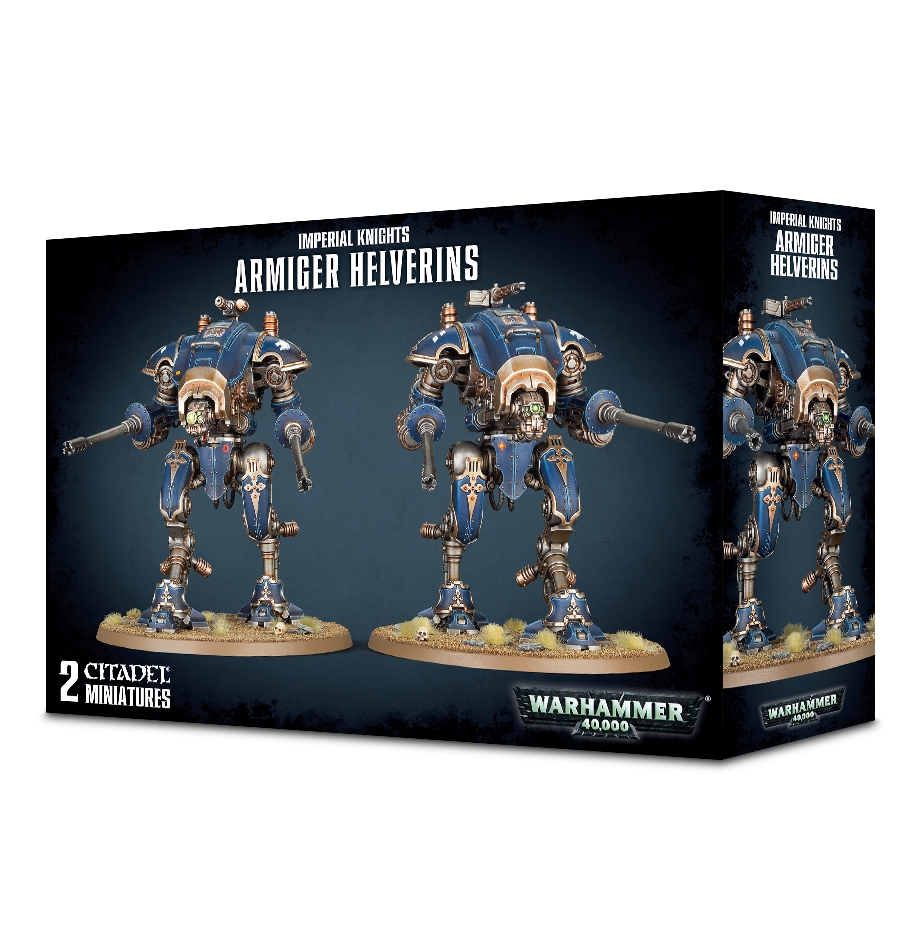 IMPERIAL KNIGHTS
ARMIGER HELVERINS
2 CITADEL®
MINIATURES
WARHAMMER®
40,000
IMPERIAL KNIGHTS
ARMIGER
HELVERINS
WARHAMMER
40,000